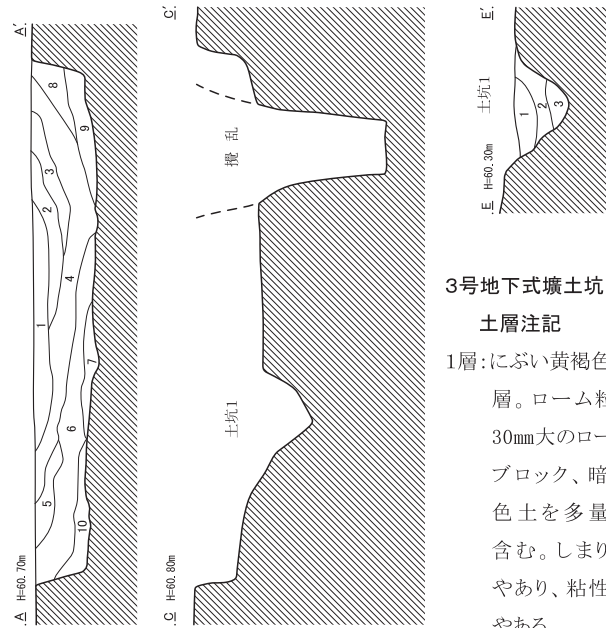 A'
8
9
3
2
4
1
7
6
5
10
A H=60.70m
C'
攪乱
土坑1
C H=60.80m
E'
土坑1
1
2
3
E H=60.30m
3号地下式壙土坑
土層注記
1層:にぶい黄褐色
層。ローム粒
30mm大のロー
ブロック、暗
色土を多量
含む。しまり
やあり、粘性
やある